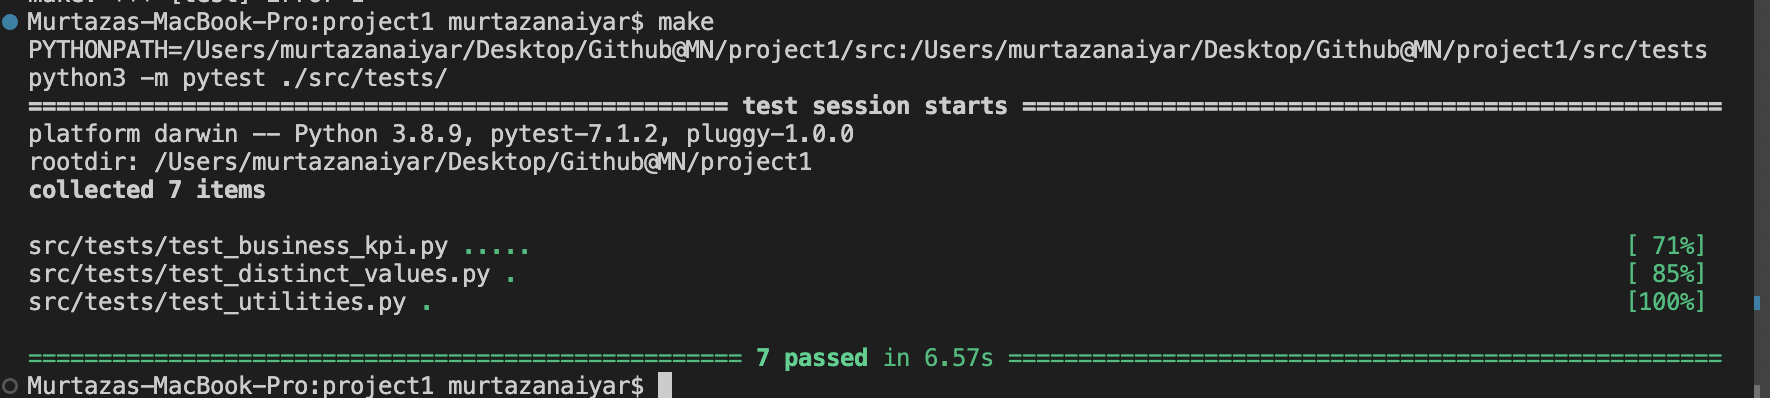 Murtazas-MacBook-Pro:project1 murtazanaiyar$ make
PYTHONPATH=/Users/murtazanaiyar/Desktop/Github@MN/project1/src:/Users/murtazanaiyar/Desktop/Github@MN/project1/src/tests
python3 -m pytest ./src/tests/
================================================== test session starts ==================================================
platform darwin -- Python 3.8.9, pytest-7.1.2, pluggy-1.0.0
rootdir: /Users/murtazanaiyar/Desktop/Github@MN/project1
collected 7 items
src/tests/test_business_kpi.py ..... [ 71%]
src/tests/test_distinct_values.py . [ 85%]
src/tests/test_utilities.py . [100%]
=================================================== 7 passed in 6.57s ===================================================
Murtazas-MacBook-Pro:project1 murtazanaiyar$